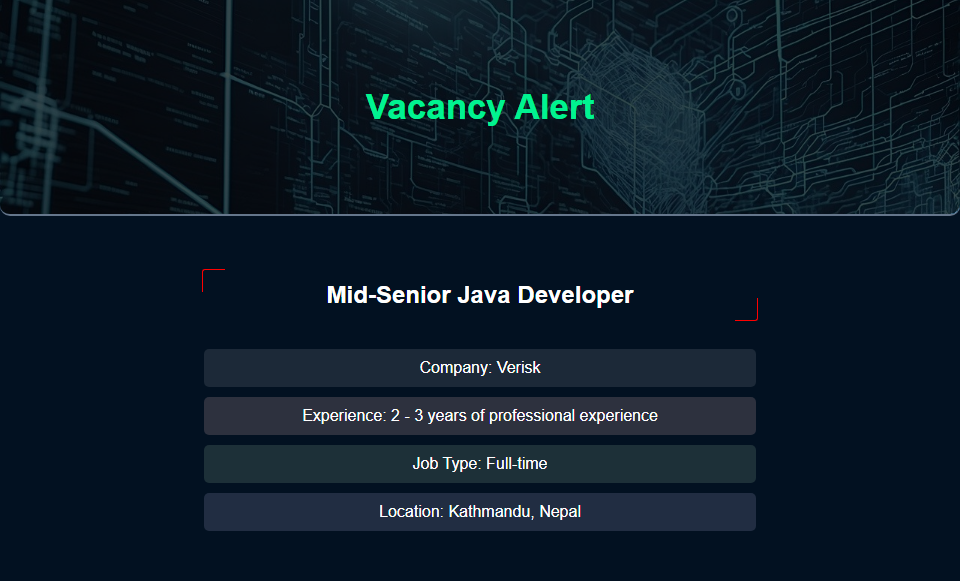 Vacancy Alert
Mid-Senior Java Developer
Company: Verisk
Experience: 2 - 3 years of professional experience
Job Type: Full-time
Location: Kathmandu, Nepal